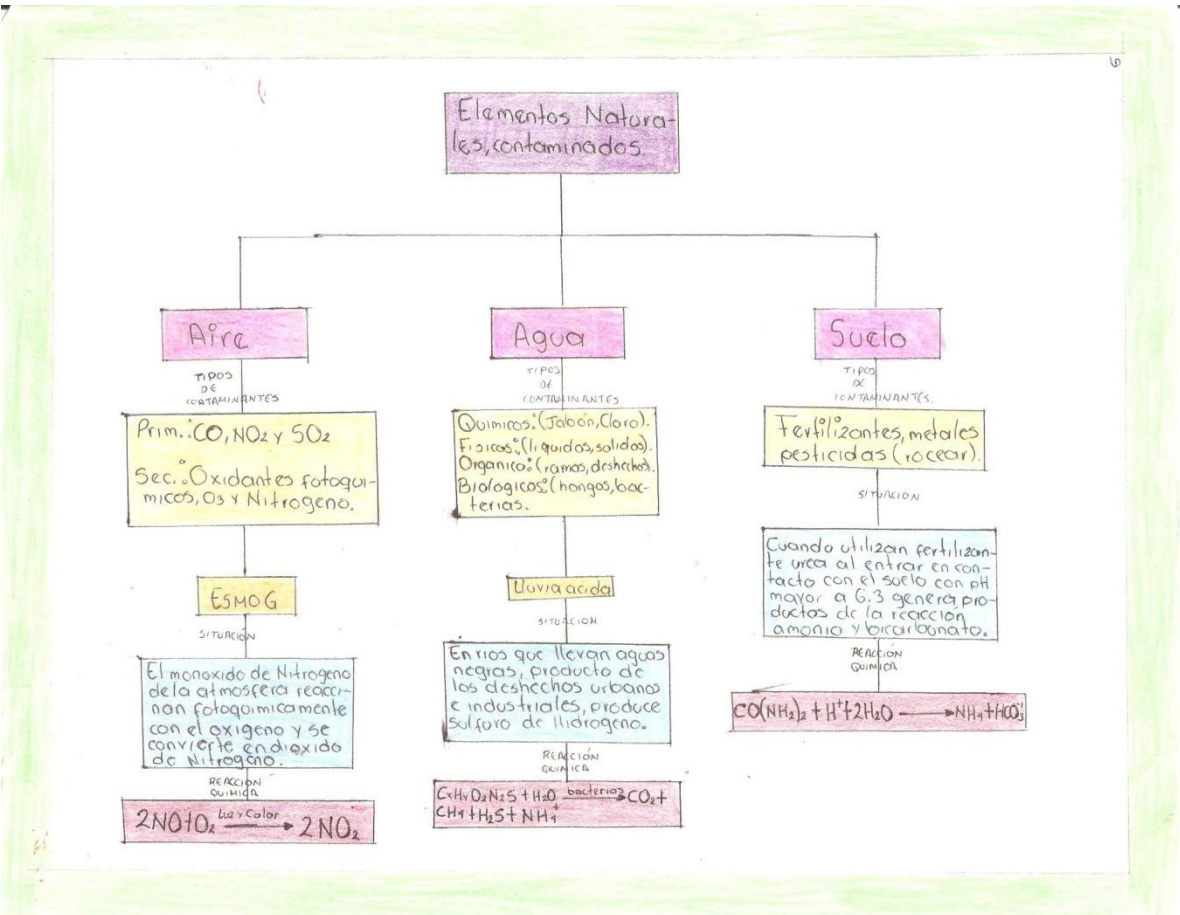 6
Elementos Natura-
les, contaminados.
Aire
TIPOS
DE
CONTAMINANTES
Prim.: CO, NO2 Y SO2
Sec.: Oxidantes fotoqui-
micos, O3 Y Nitrogeno.
ESMOG
SITUACIÓN
El monoxido de Nitrogeno
de la atmosfera reacci-
nan fotoquimicamente
con el oxigeno y se
convierte en dioxido
de Nitrogeno.
REACCION
QUIMICA
2NO+O2 luz y Calor → 2NO2
Agua
TIPOS
DE
CONTAMINANTES
Quimicos: (Jabón, Cloro).
Fisicos: (liquidos, solidos).
Organico: (ramas, deshechos).
Biologicos: (hongos, bac-
terias.
Lluvia acida
SITUACION
En rios que llevan aguas
negras, producto de
los deshechos urbanos
e industriales, produce
sulfuro de Hidrogeno.
REACCIÓN
QUIMICA
CxHyO2N2S + H2O bacterias → CO2+
CH4 + H2S + NH4+
Suelo
TIPOS
DE
CONTAMINANTES.
Fertilizantes, metales
pesticidas (rocear).
SITUACION
Cuando utilizan fertilizan-
te urea al entrar en con-
tacto con el suelo con pH
mayor a 6.3 genera pro-
ductos de la reacción
amonio y bicarbonato.
REACCIÓN
QUIMICA
CO(NH2)2 + H+ + 2H2O → NH4 + HCO3-